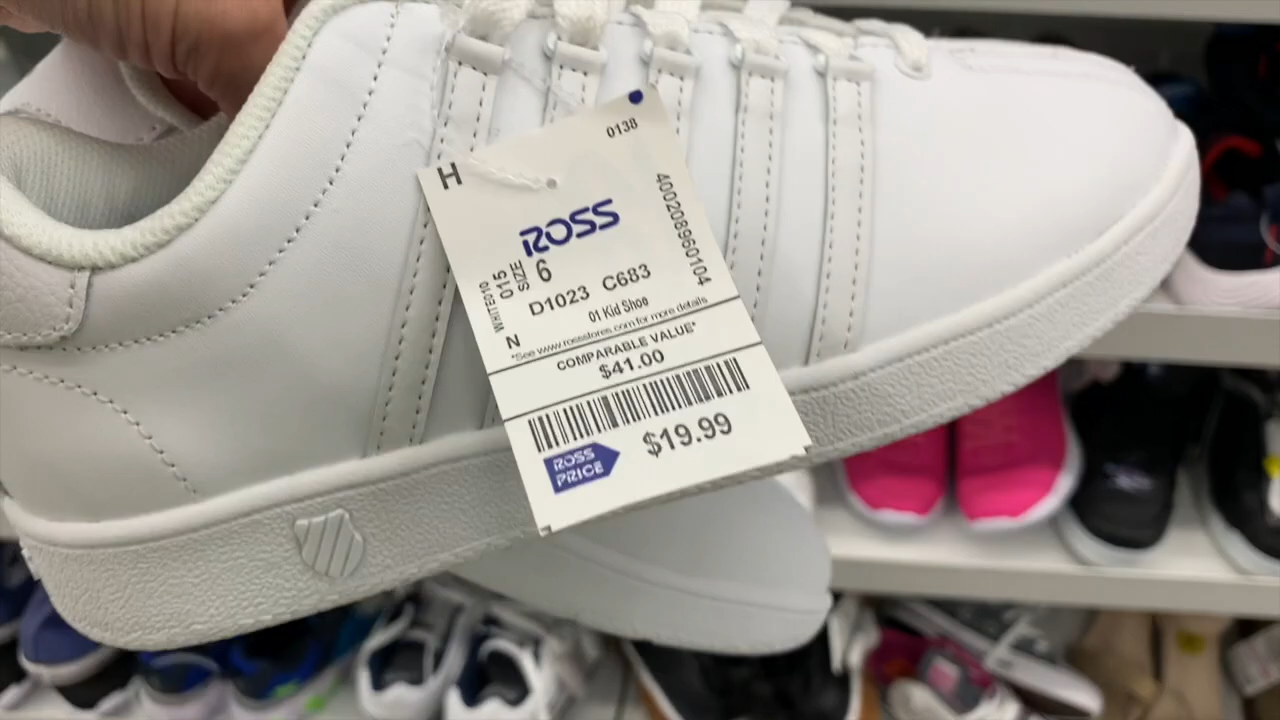 H
0138
400208960104
ROSS
WHITE010
015
SIZE
6
D1023 C683
01 Kid Shoe
N
*See www.rossstores.com for more details
COMPARABLE VALUE*
$41.00
ROSS
PRICE
$19.99